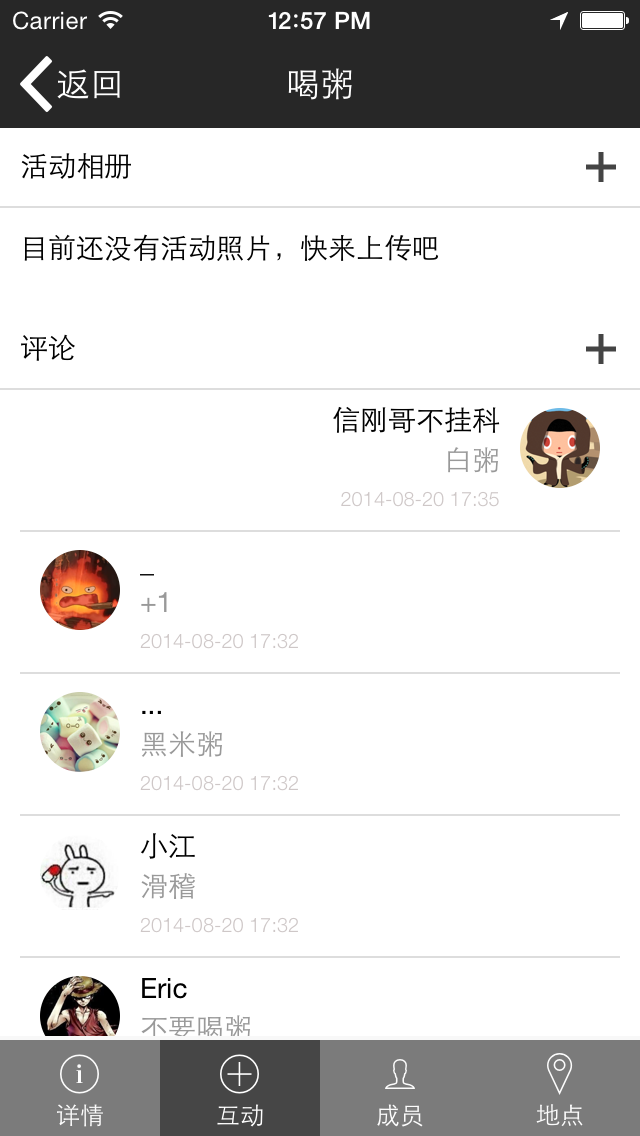 Carrier 12:57 PM
返回 喝粥
活动相册
目前还没有活动照片，快来上传吧
评论
信刚哥不挂科
白粥
2014-08-20 17:35
_
+1
2014-08-20 17:32
...
黑米粥
2014-08-20 17:32
小江
滑稽
2014-08-20 17:32
Eric
不要喝粥
详情 互动 成员 地点